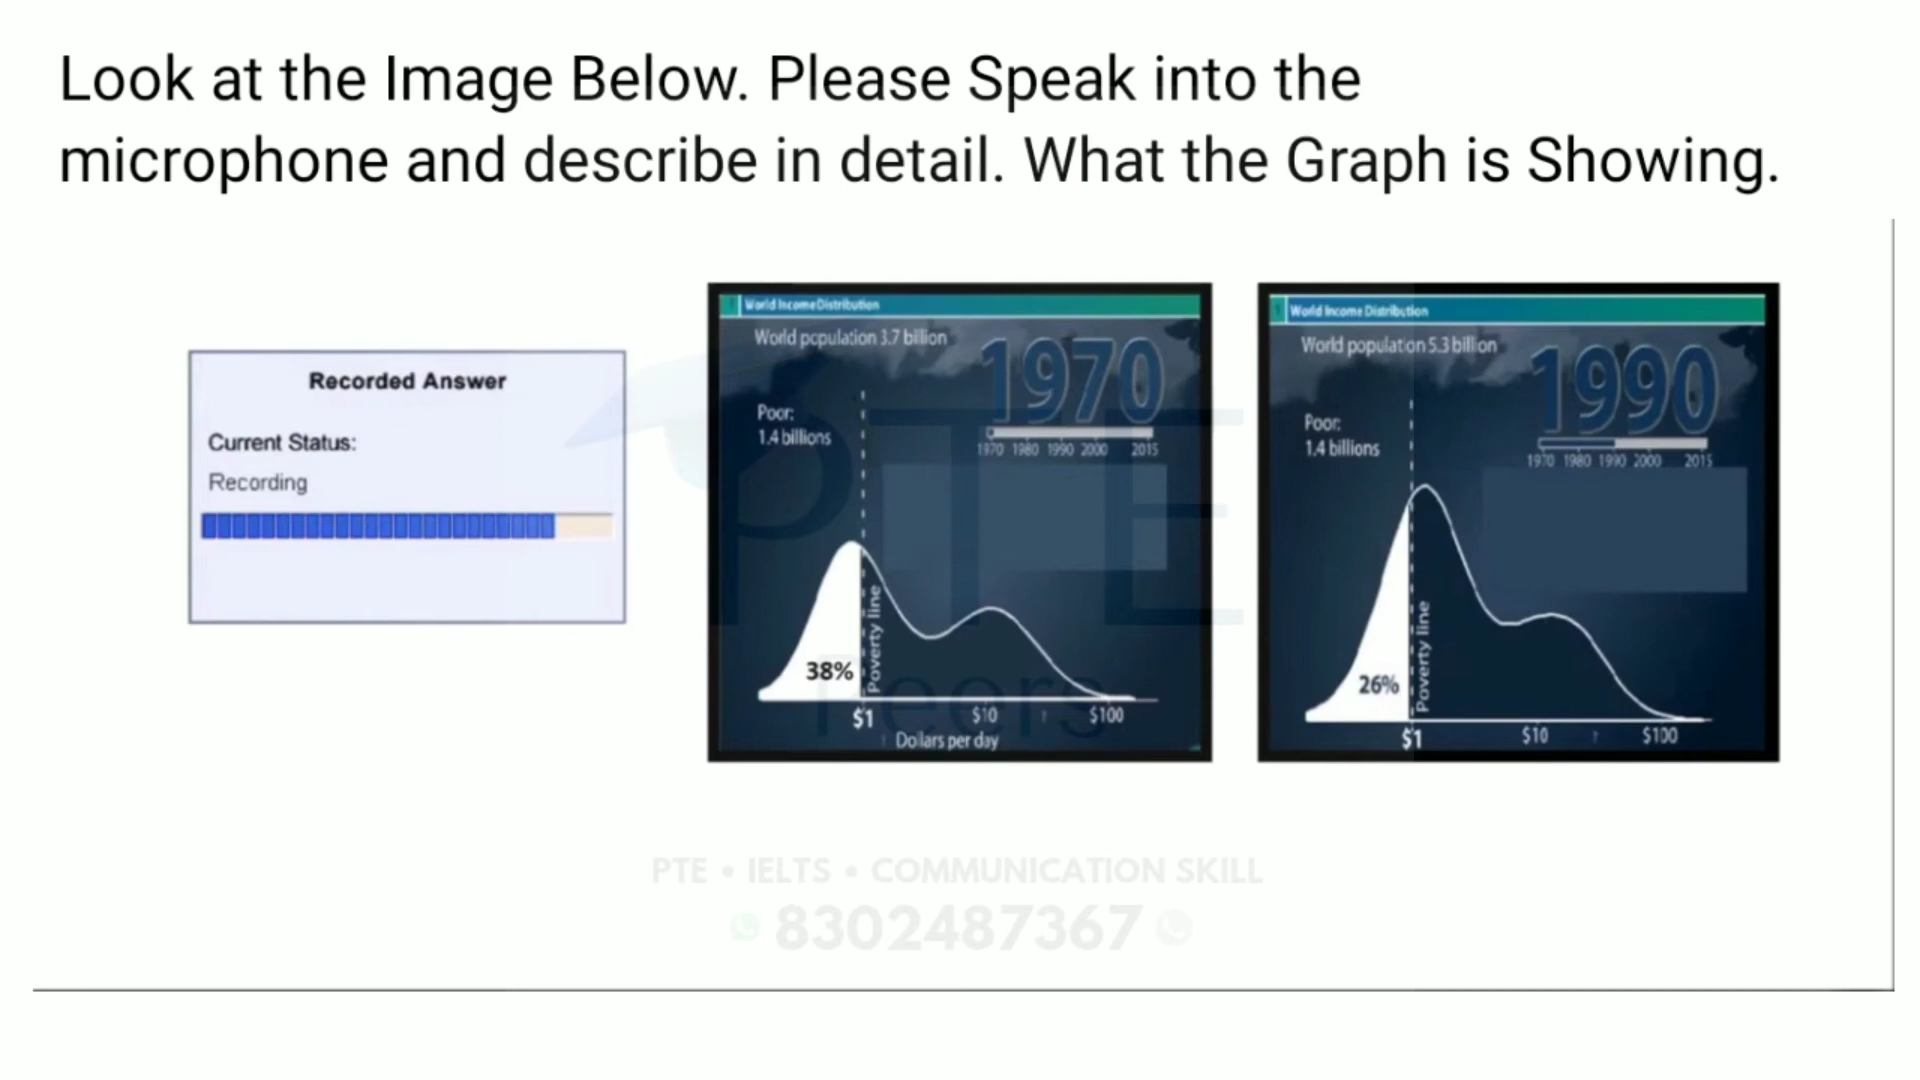 Look at the Image Below. Please Speak into the
microphone and describe in detail. What the Graph is Showing.
Recorded Answer
Current Status:
Recording
World Income Distribution
World population 3.7 billion
1970
Poor:
1.4 billions
1970 1980 1990 2000 2015
Poverty line
38%
$1 $10 $100
Dollars per day
World Income Distribution
World population 5.3 billion
1990
Poor:
1.4 billions
1970 1980 1990 2000 2015
Poverty line
26%
$1 $10 $100
PTE
Peers
PTE • IELTS • COMMUNICATION SKILL
8302487367